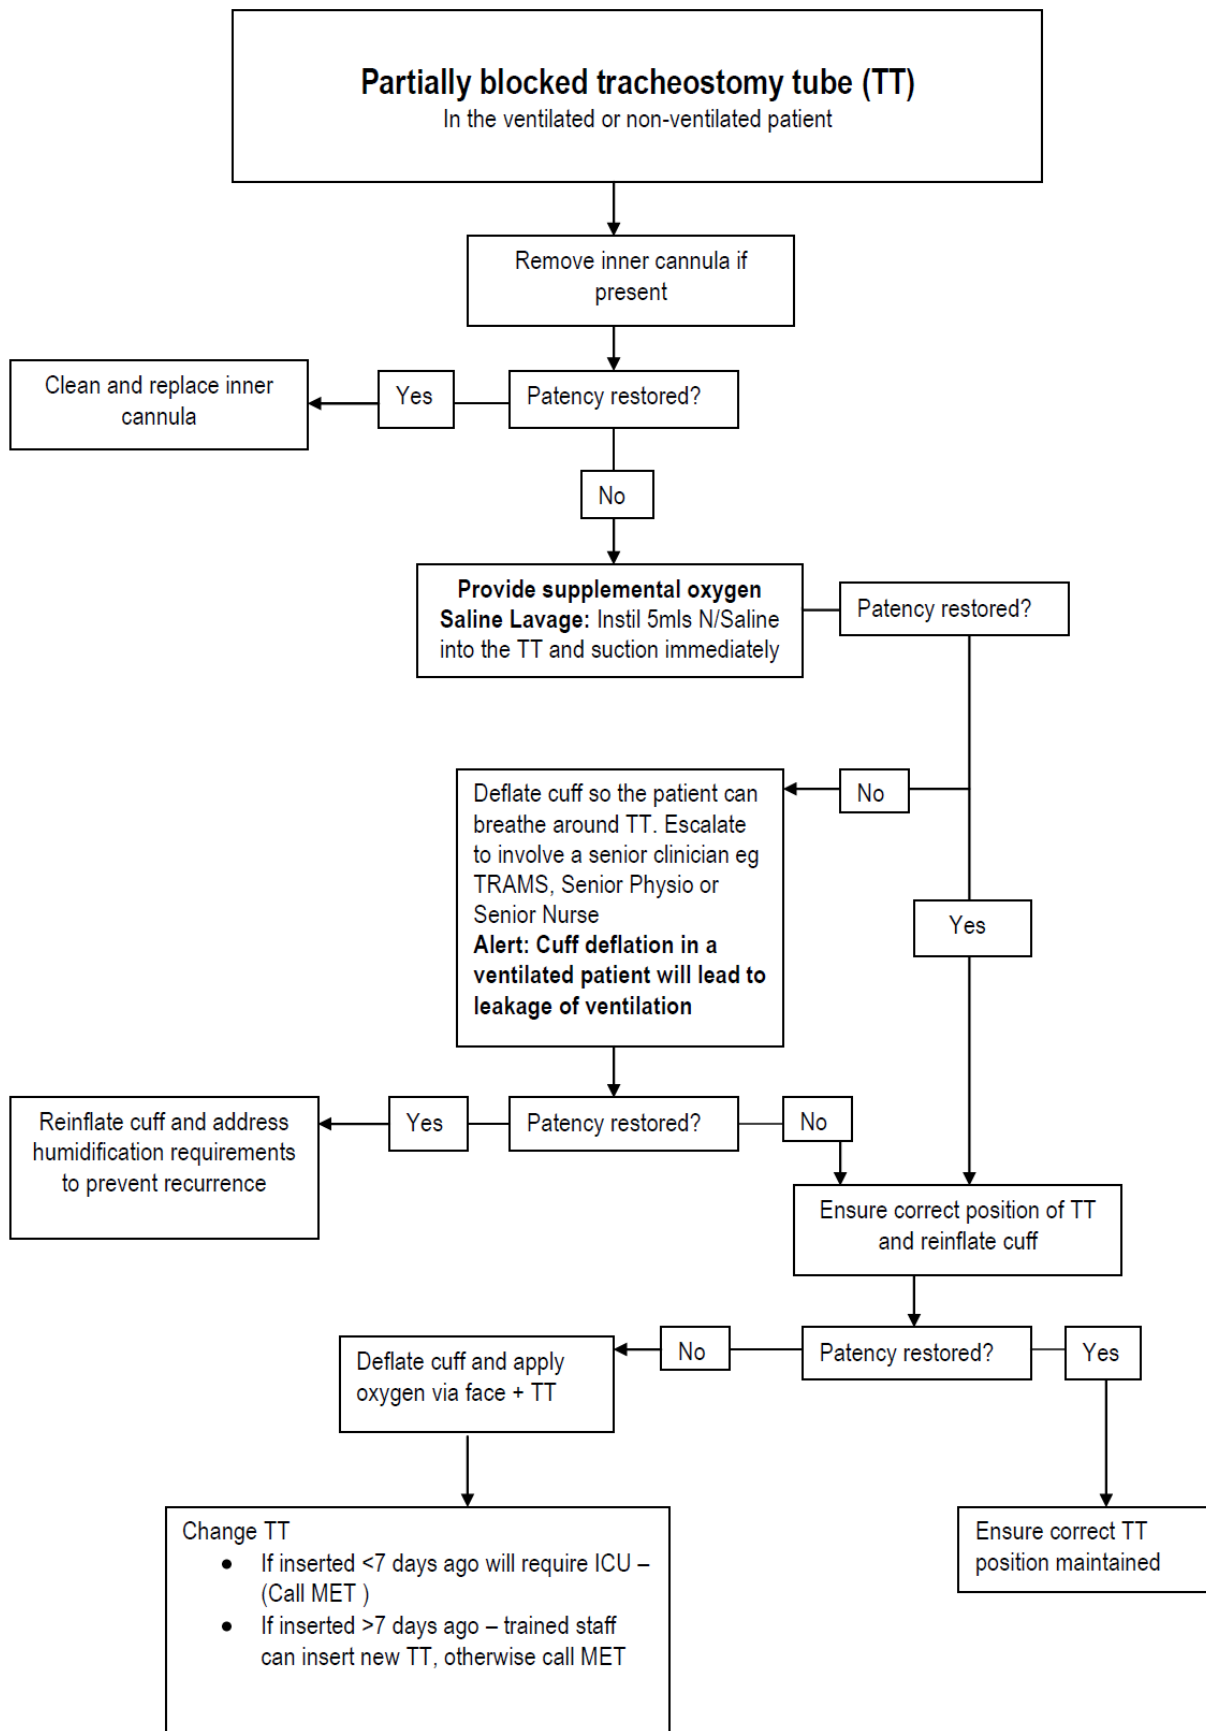 Partially blocked tracheostomy tube (TT)
In the ventilated or non-ventilated patient
Remove inner cannula if
present
Clean and replace inner
cannula
Yes
Patency restored?
No
Provide supplemental oxygen
Saline Lavage: Instil 5mls N/Saline
into the TT and suction immediately
Patency restored?
Deflate cuff so the patient can
breathe around TT. Escalate
to involve a senior clinician eg
TRAMS, Senior Physio or
Senior Nurse
Alert: Cuff deflation in a
ventilated patient will lead to
leakage of ventilation
No
Yes
Reinflate cuff and address
humidification requirements
to prevent recurrence
Yes
Patency restored?
No
Ensure correct position of TT
and reinflate cuff
Deflate cuff and apply
oxygen via face + TT
No
Patency restored?
Yes
Change TT
● If inserted <7 days ago will require ICU –
(Call MET )
● If inserted >7 days ago – trained staff
can insert new TT, otherwise call MET
Ensure correct TT
position maintained